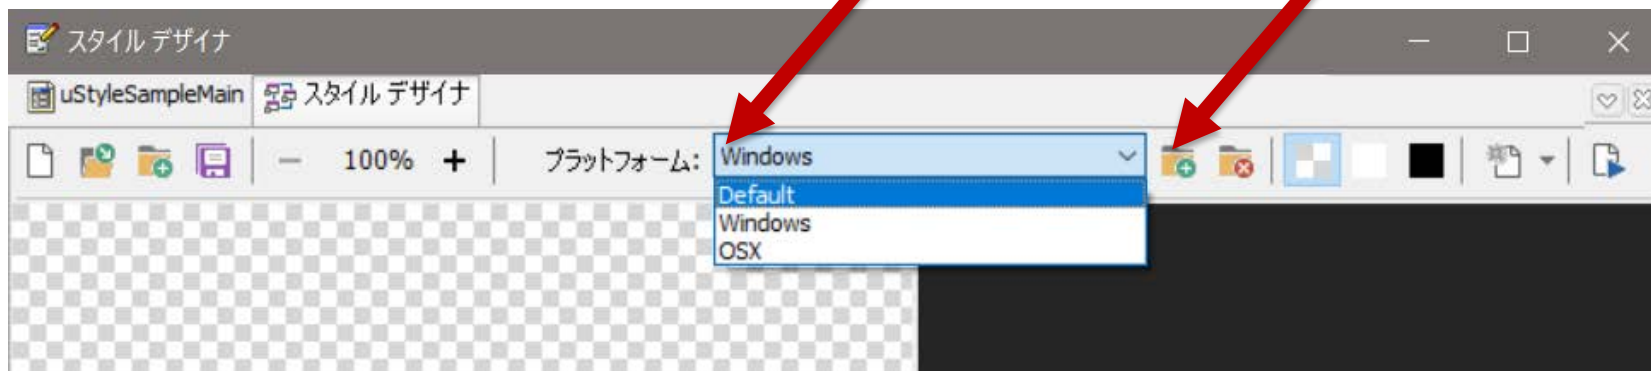 スタイル デザイナ
uStyleSampleMain スタイル デザイナ
100% プラットフォーム: Windows
Default
Windows
OSX